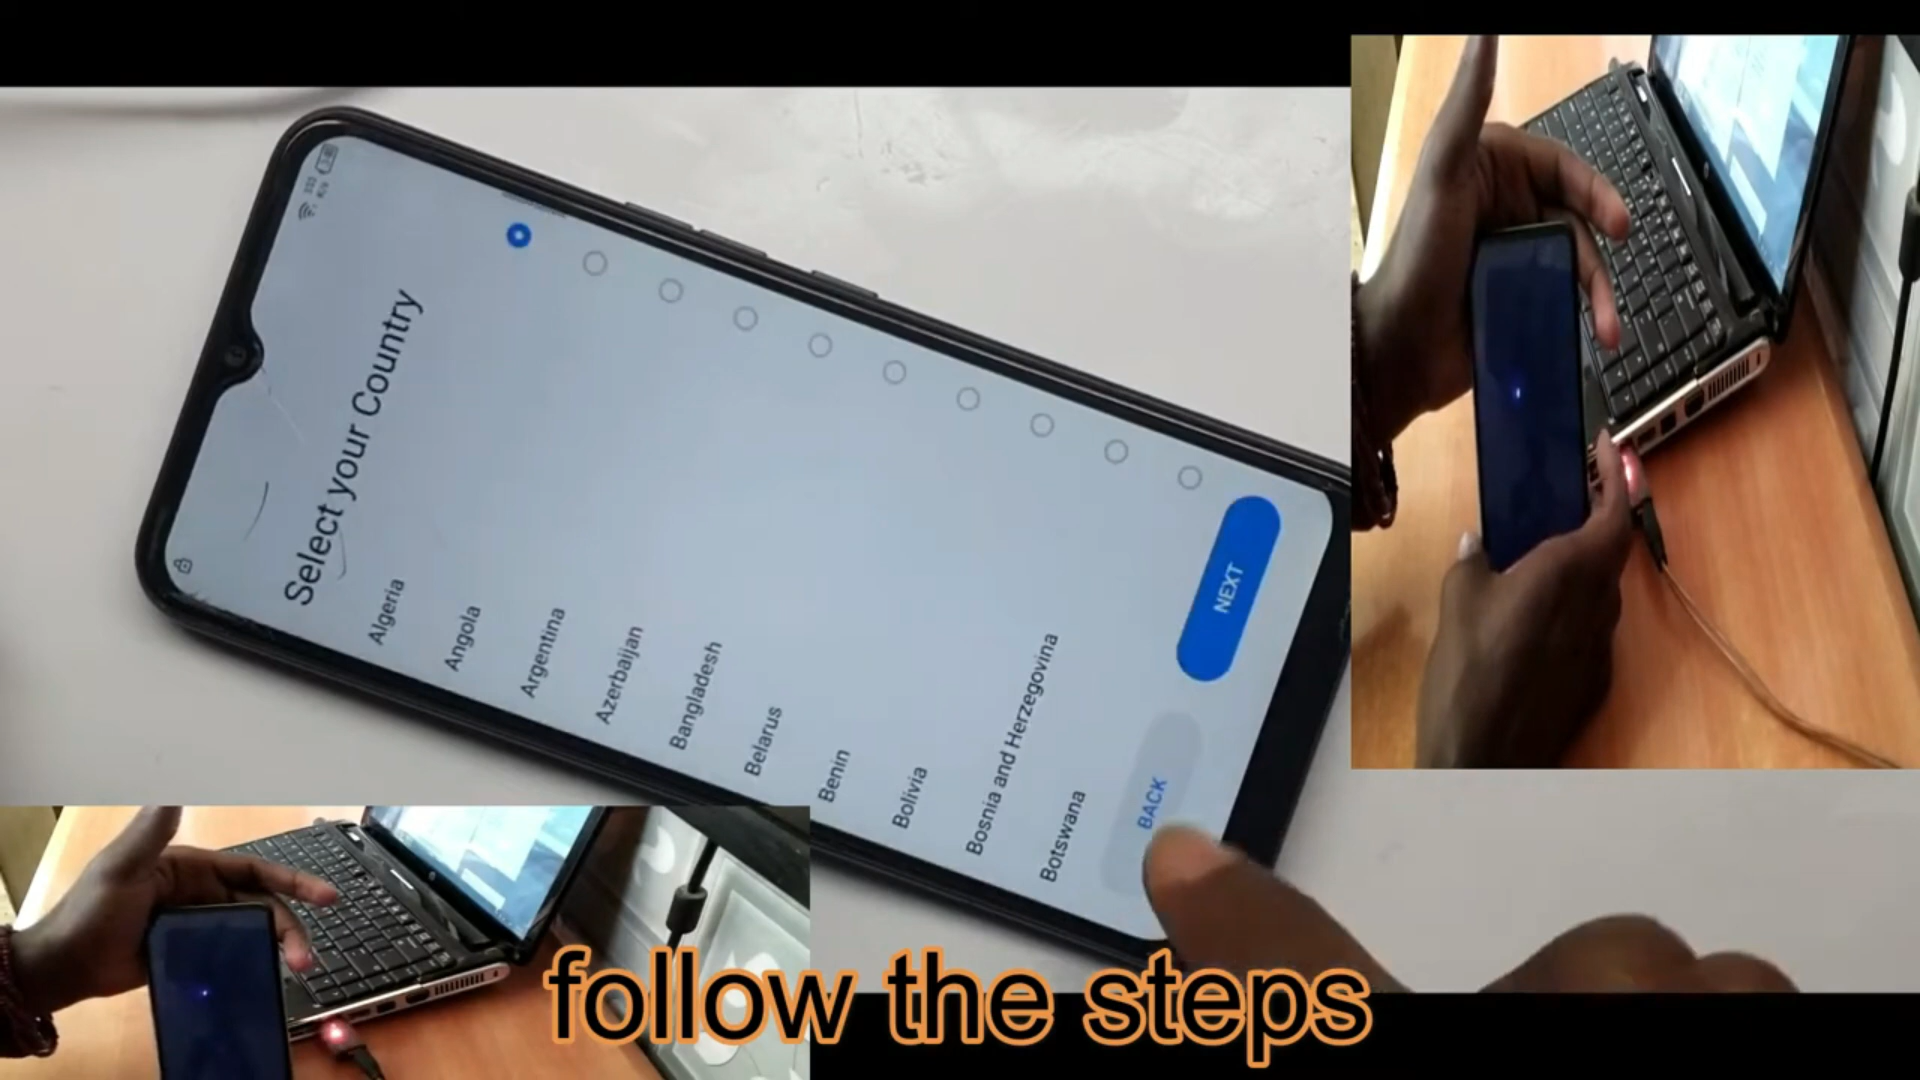 Select your Country
Algeria
Angola
Argentina
Azerbaijan
Bangladesh
Belarus
Benin
Bolivia
Bosnia and Herzegovina
Botswana
BACK
NEXT
follow the steps